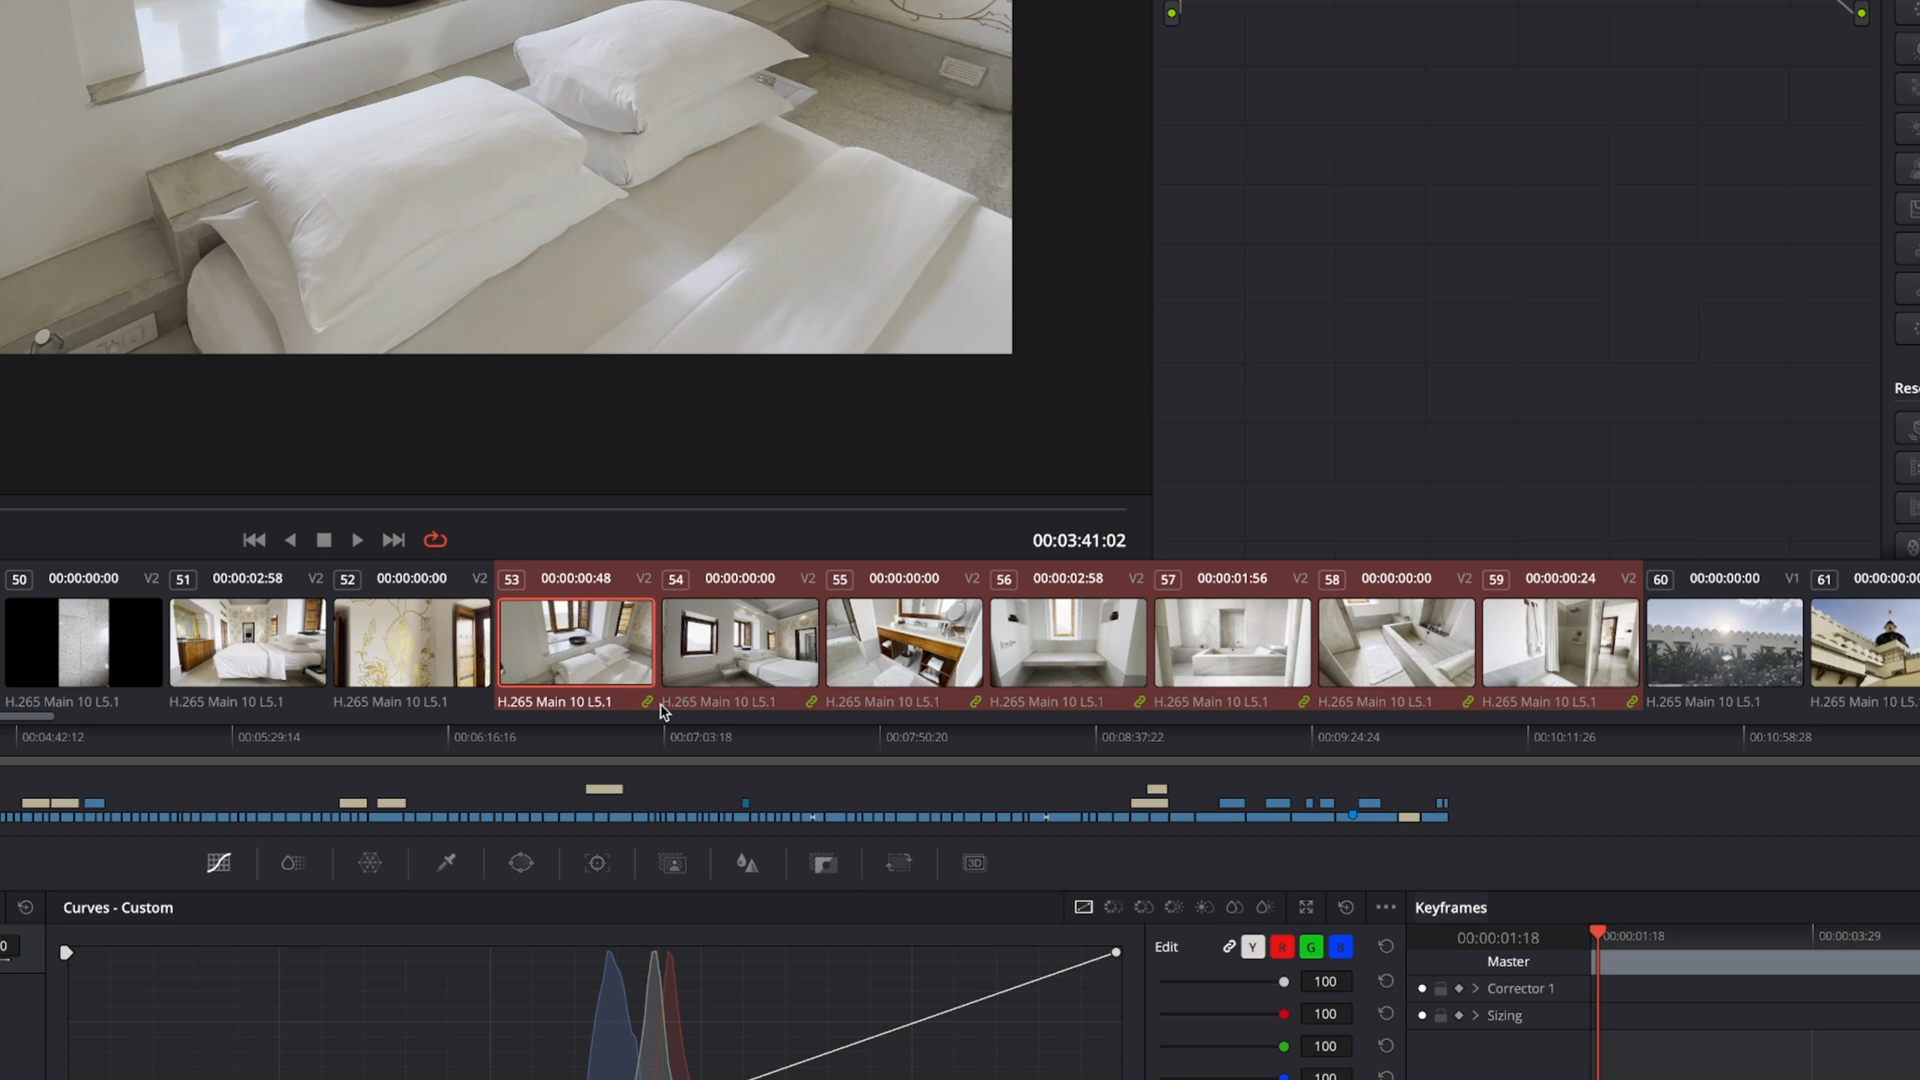 Res
00:03:41:02
50 00:00:00:00 V2 51 00:00:02:58 V2 52 00:00:00:00 V2 53 00:00:00:48 V2 54 00:00:00:00 V2 55 00:00:00:00 V2 56 00:00:02:58 V2 57 00:00:01:56 V2 58 00:00:00:00 V2 59 00:00:00:24 V2 60 00:00:00:00 V1 61 00:00:00:00
H.265 Main 10 L5.1 H.265 Main 10 L5.1 H.265 Main 10 L5.1 H.265 Main 10 L5.1 H.265 Main 10 L5.1 H.265 Main 10 L5.1 H.265 Main 10 L5.1 H.265 Main 10 L5.1 H.265 Main 10 L5.1 H.265 Main 10 L5.1 H.265 Main 10 L5.1 H.265 Main 10 L5.
00:04:42:12 00:05:29:14 00:06:16:16 00:07:03:18 00:07:50:20 00:08:37:22 00:09:24:24 00:10:11:26 00:10:58:28
3D
Curves - Custom
Keyframes
0
Edit Y R G B
00:00:01:18
00:00:01:18 00:00:03:29
Master
100
Corrector 1
100
Sizing
100
100